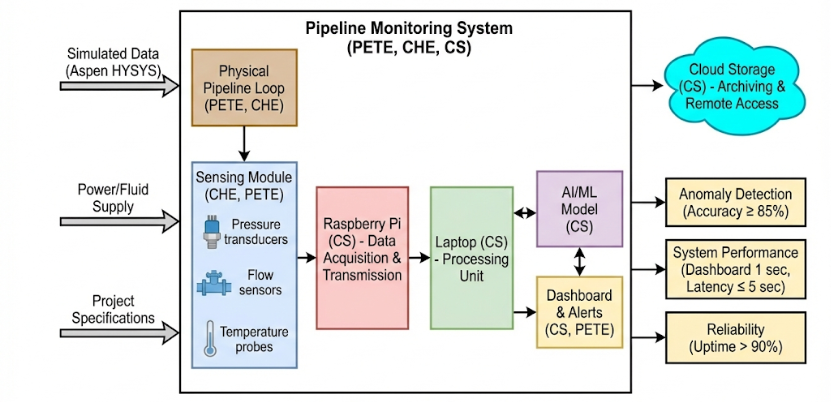 Pipeline Monitoring System
(PETE, CHE, CS)
Simulated Data
(Aspen HYSYS)
Power/Fluid
Supply
Project
Specifications
Physical
Pipeline Loop
(PETE, CHE)
Sensing Module
(CHE, PETE)
Pressure
transducers
Flow
sensors
Temperature
probes
Raspberry Pi
(CS) - Data
Acquisition &
Transmission
Laptop (CS)
- Processing
Unit
AI/ML
Model
(CS)
Dashboard
& Alerts
(CS, PETE)
Cloud Storage
(CS) - Archiving &
Remote Access
Anomaly Detection
(Accuracy ≥ 85%)
System Performance
(Dashboard 1 sec,
Latency ≤ 5 sec)
Reliability
(Uptime > 90%)